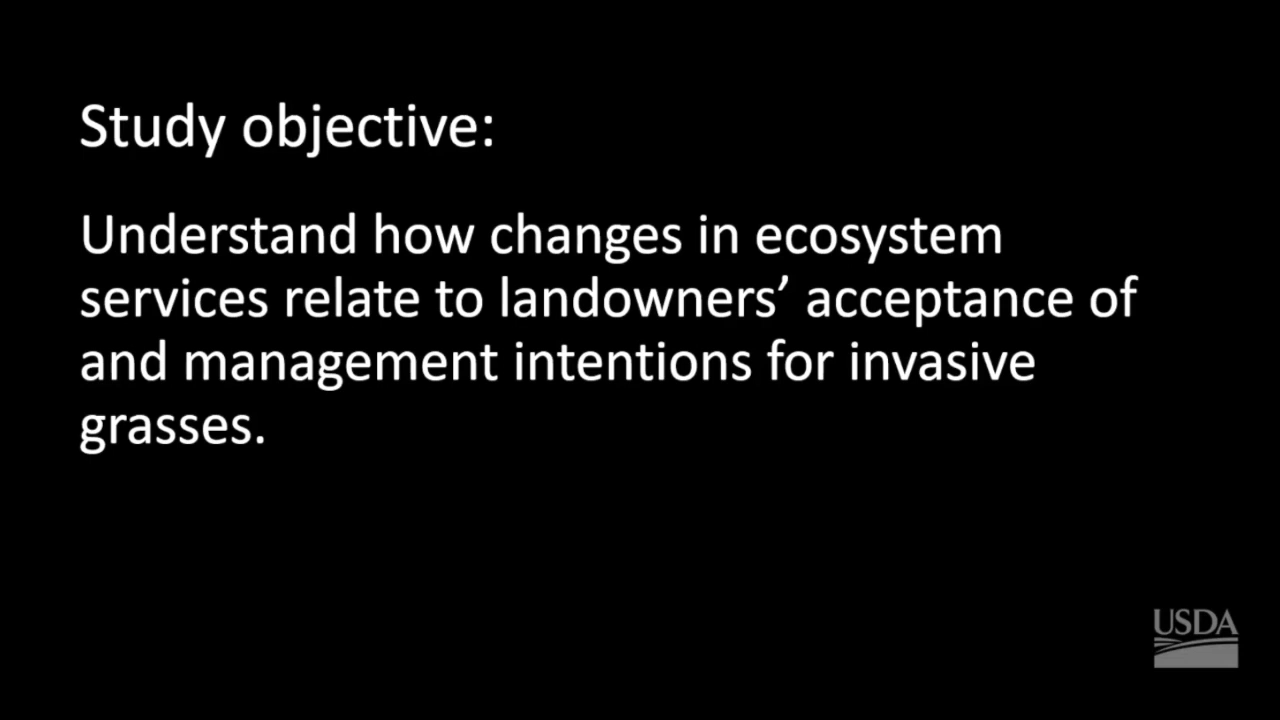 Study objective:
Understand how changes in ecosystem
services relate to landowners’ acceptance of
and management intentions for invasive
grasses.
USDA